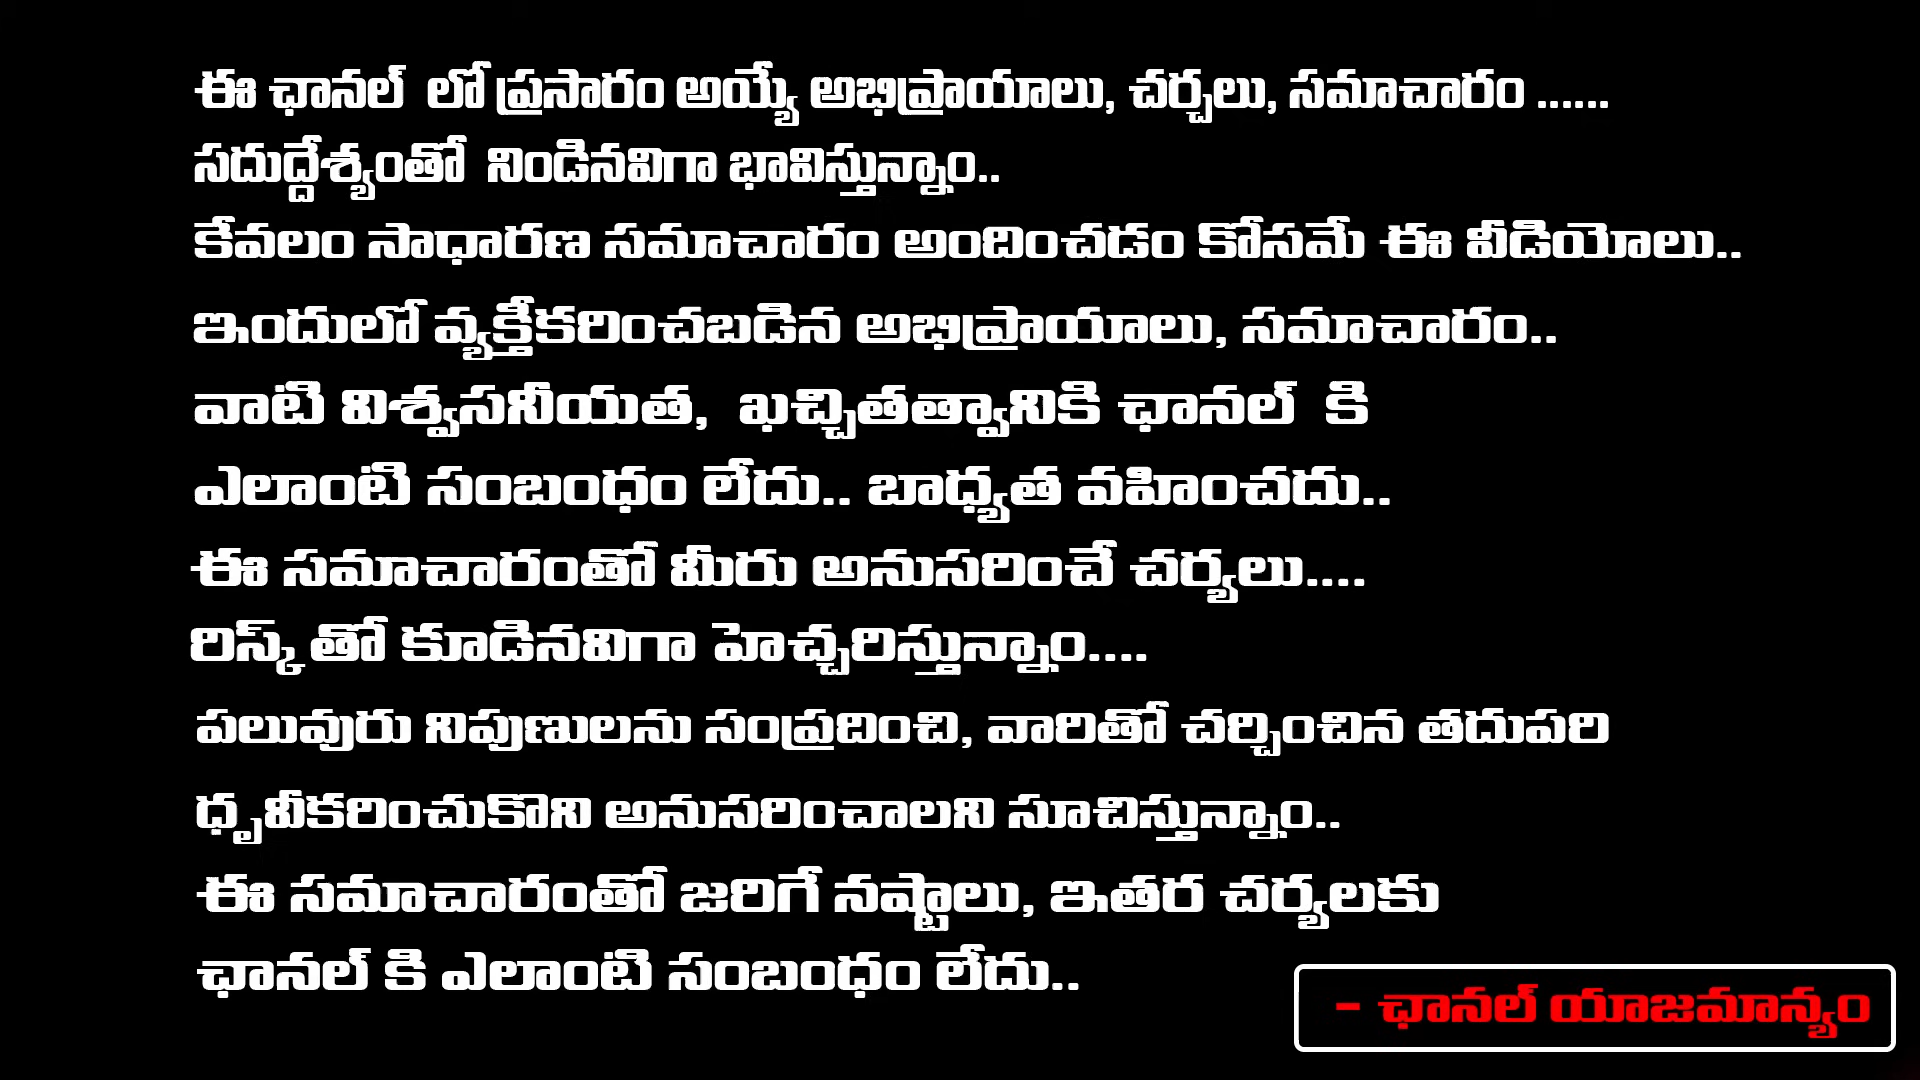 ఈ ఛానల్ లో ప్రసారం అయ్యే అభిప్రాయాలు, చర్చలు, సమాచారం ......
సదుద్దేశ్యంతో నిండినవిగా భావిస్తున్నాం..
కేవలం సాధారణ సమాచారం అందించడం కోసమే ఈ వీడియోలు..
ఇందులో వ్యక్తీకరించబడిన అభిప్రాయాలు, సమాచారం..
వాటి విశ్వసనీయత, ఖచ్చితత్వానికి ఛానల్ కి
ఎలాంటి సంబంధం లేదు.. బాధ్యత వహించదు..
ఈ సమాచారంతో మీరు అనుసరించే చర్యలు....
రిస్క్ తో కూడినవిగా హెచ్చరిస్తున్నాం....
పలువురు నిపుణులను సంప్రదించి, వారితో చర్చించిన తదుపరి
ధృవీకరించుకొని అనుసరించాలని సూచిస్తున్నాం..
ఈ సమాచారంతో జరిగే నష్టాలు, ఇతర చర్యలకు
ఛానల్ కి ఎలాంటి సంబంధం లేదు..
- ఛానల్ యాజమాన్యం